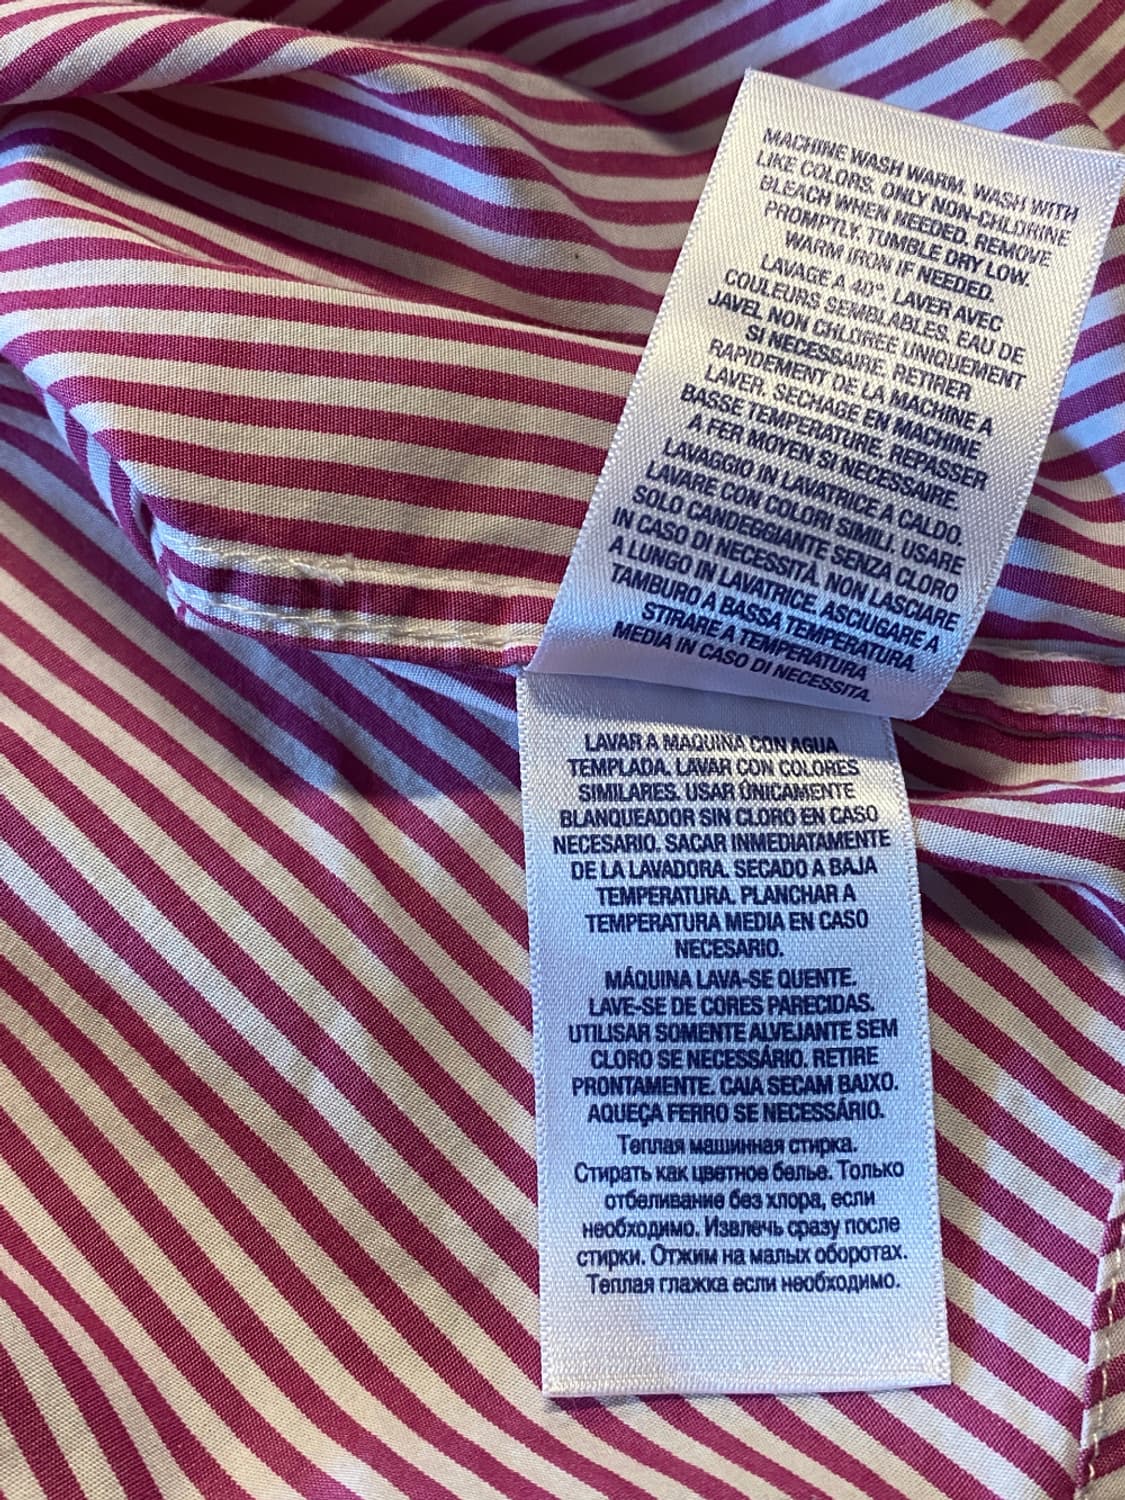 MACHINE WASH WARM. WASH WITH
LIKE COLORS. ONLY NON-CHLORINE
BLEACH WHEN NEEDED. REMOVE
PROMPTLY. TUMBLE DRY LOW.
WARM IRON IF NEEDED.
LAVAGE A 40°. LAVER AVEC
COULEURS SEMBLABLES. EAU DE
JAVEL NON CHLOREE UNIQUEMENT
SI NECESSAIRE. RETIRER
RAPIDEMENT DE LA MACHINE A
LAVER. SECHAGE EN MACHINE
BASSE TEMPERATURE. REPASSER
A FER MOYEN SI NECESSAIRE.
LAVAGGIO IN LAVATRICE A CALDO.
LAVARE CON COLORI SIMILI. USARE
SOLO CANDEGGIANTE SENZA CLORO
IN CASO DI NECESSITÀ. NON LASCIARE
A LUNGO IN LAVATRICE. ASCIUGARE A
TAMBURO A BASSA TEMPERATURA.
STIRARE A TEMPERATURA
MEDIA IN CASO DI NECESSITA.
LAVAR A MAQUINA CON AGUA
TEMPLADA. LAVAR CON COLORES
SIMILARES. USAR ÚNICAMENTE
BLANQUEADOR SIN CLORO EN CASO
NECESARIO. SACAR INMEDIATAMENTE
DE LA LAVADORA. SECADO A BAJA
TEMPERATURA. PLANCHAR A
TEMPERATURA MEDIA EN CASO
NECESARIO.
MÁQUINA LAVA-SE QUENTE.
LAVE-SE DE CORES PARECIDAS.
UTILISAR SOMENTE ALVEJANTE SEM
CLORO SE NECESSÁRIO. RETIRE
PRONTAMENTE. CAIA SECAM BAIXO.
AQUEÇA FERRO SE NECESSÁRIO.
Теплая машинная стирка.
Стирать как цветное белье. Только
отбеливание без хлора, если
необходимо. Извлечь сразу после
стирки. Отжим на малых оборотах.
Теплая глажка если необходимо.